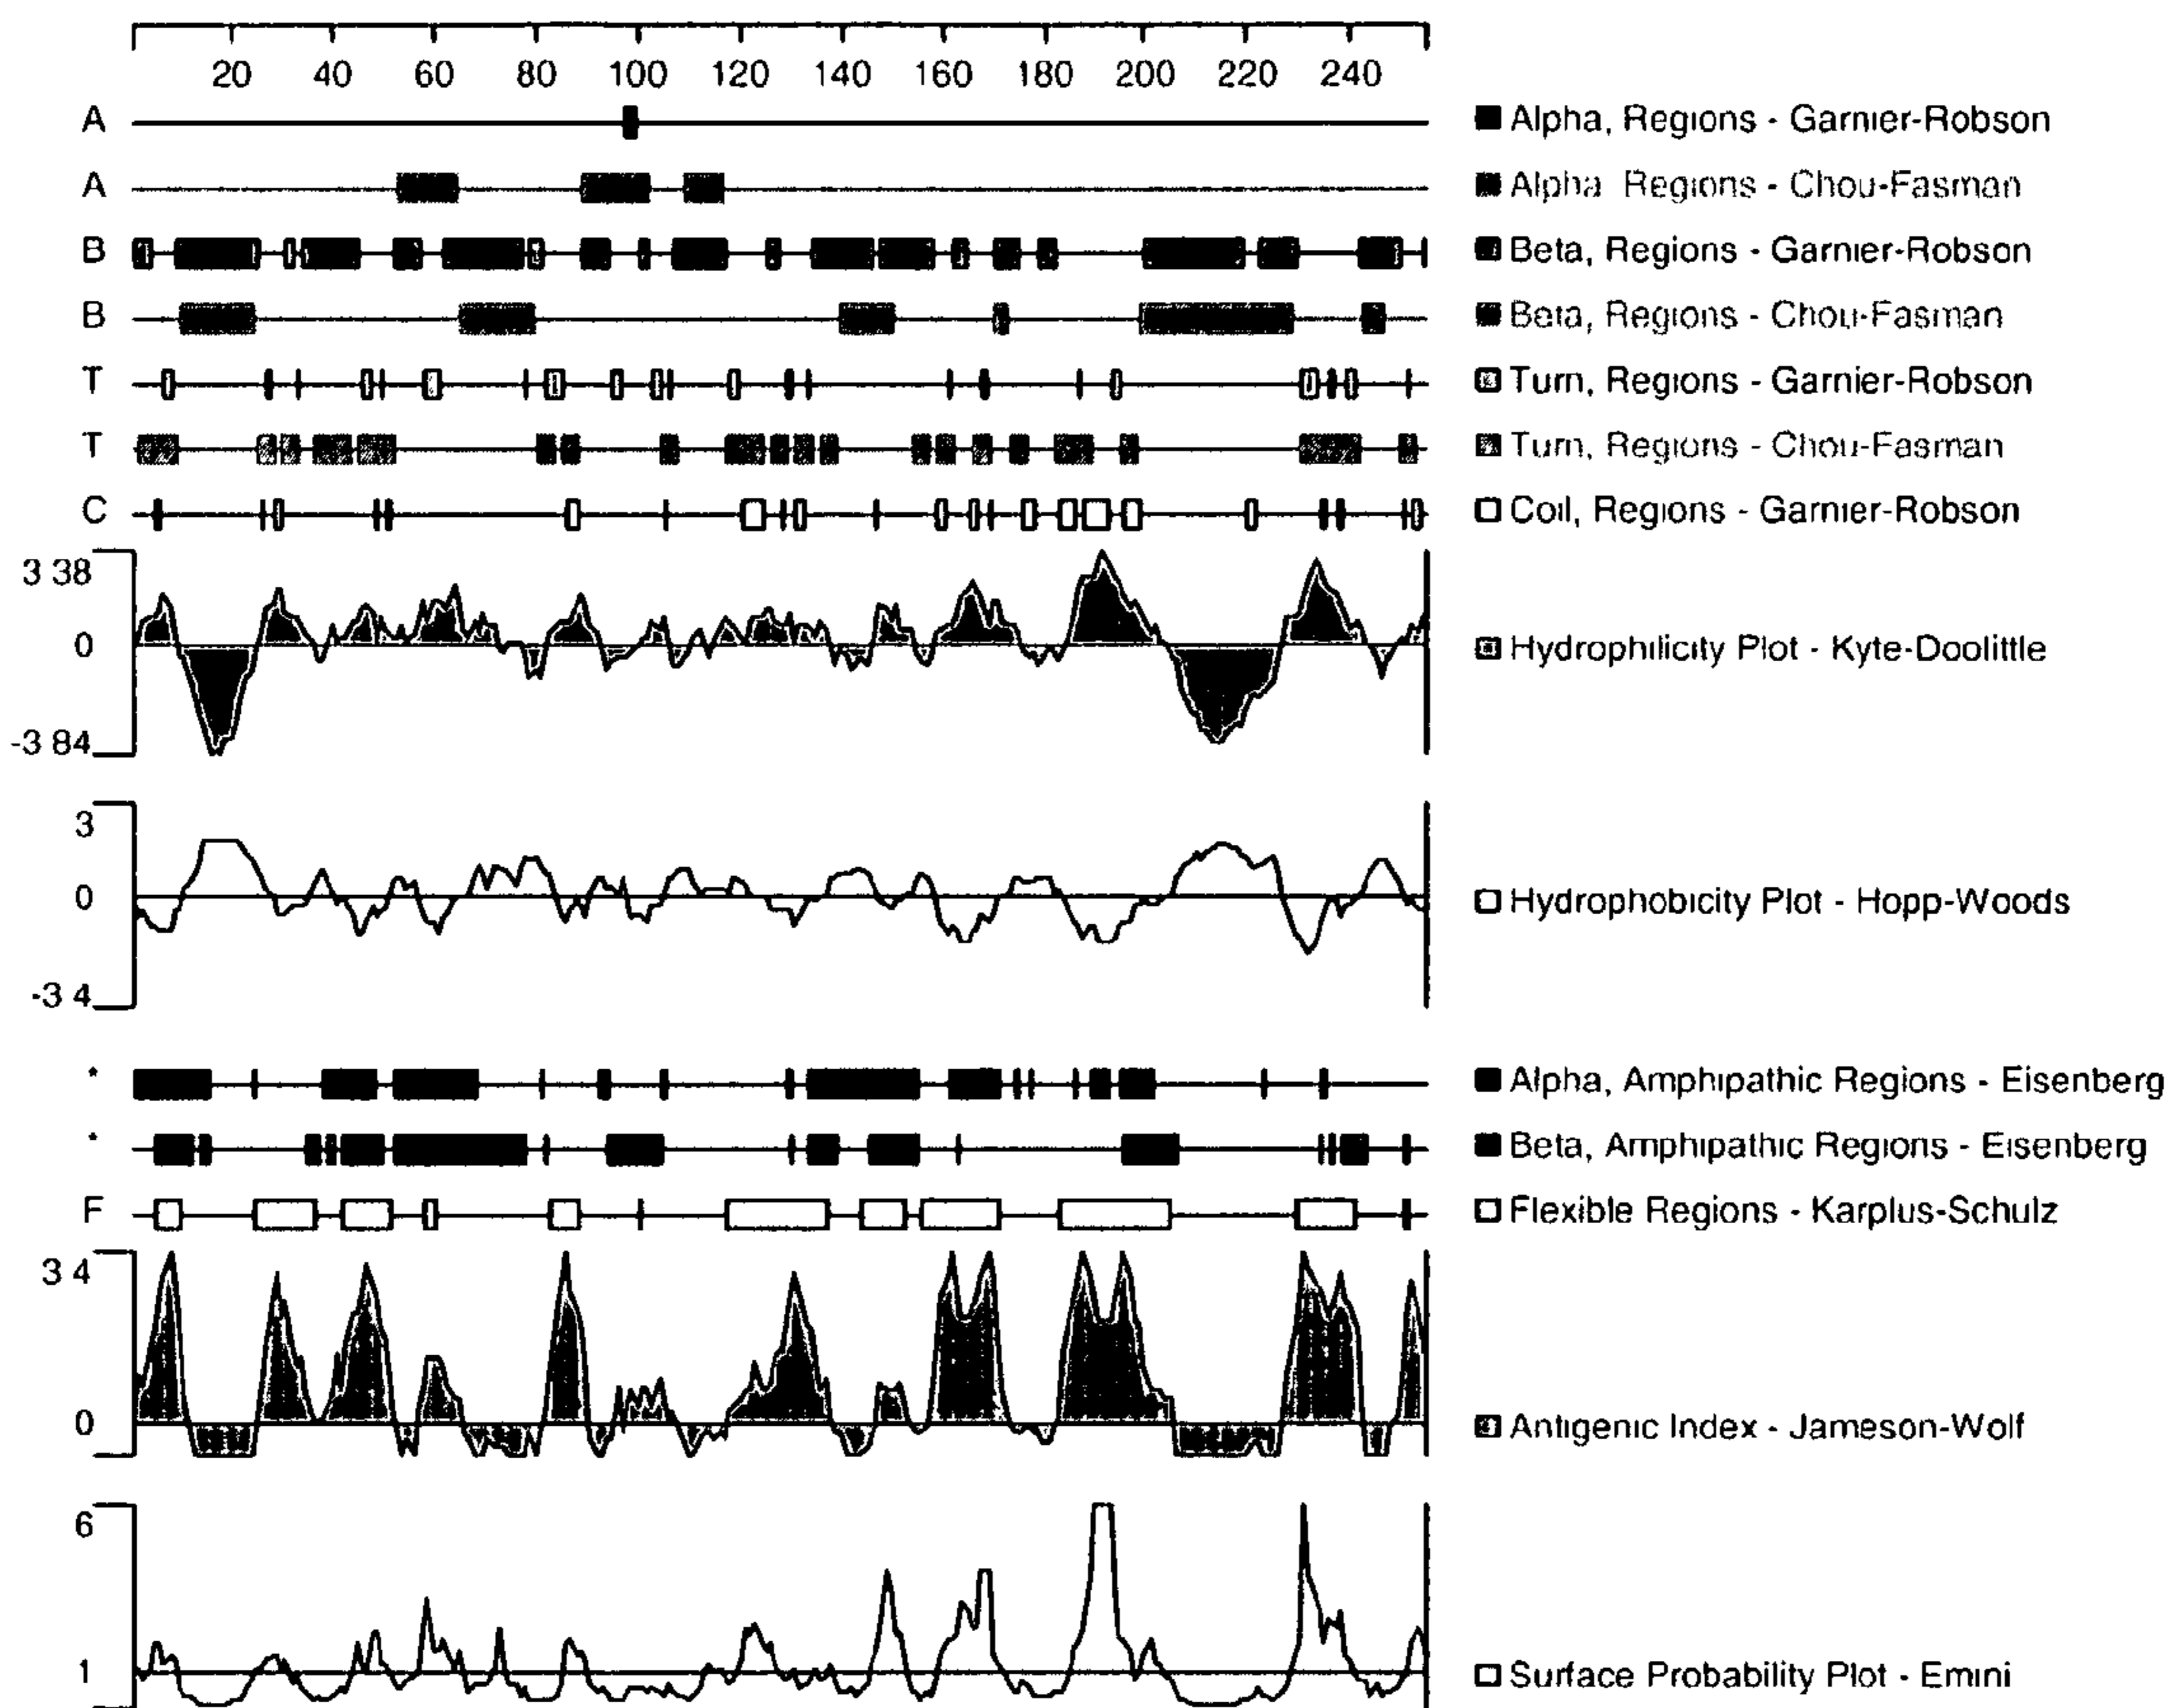 20 40 60 80 100 120 140 160 180 200 220 240
A Alpha, Regions - Garnier-Robson
A Alpha Regions - Chou-Fasman
B Beta, Regions - Garnier-Robson
B Beta, Regions - Chou-Fasman
T Turn, Regions - Garnier-Robson
T Turn, Regions - Chou-Fasman
C Coil, Regions - Garnier-Robson
3 38
0 Hydrophilicity Plot - Kyte-Doolittle
-3 84
3
0 Hydrophobicity Plot - Hopp-Woods
-3 4
* Alpha, Amphipathic Regions - Eisenberg
* Beta, Amphipathic Regions - Eisenberg
F Flexible Regions - Karplus-Schulz
3 4
0 Antigenic Index - Jameson-Wolf
6
1 Surface Probability Plot - Emini